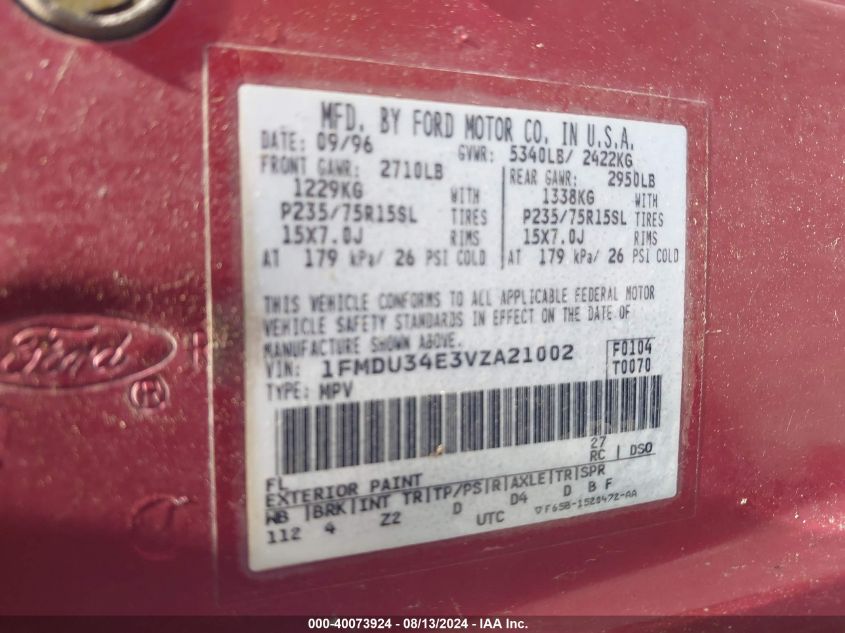 MFD. BY FORD MOTOR CO. IN U.S.A.
DATE: 09/96 GVWR: 5340LB/ 2422KG
FRONT GAWR: 2710LB REAR GAWR: 2950LB
1229KG WITH 1338KG WITH
P235/75R15SL TIRES P235/75R15SL TIRES
15X7.0J RIMS 15X7.0J RIMS
AT 179 kPa/ 26 PSI COLD AT 179 kPa/ 26 PSI COLD
THIS VEHICLE CONFORMS TO ALL APPLICABLE FEDERAL MOTOR
VEHICLE SAFETY STANDARDS IN EFFECT ON THE DATE OF
MANUFACTURE SHOWN ABOVE.
VIN: 1FMDU34E3VZA21002 F0104
TYPE: MPV T0070
Ford ®
27
FL RC | DSO
EXTERIOR PAINT
WB |BRK|INT TR|TP/PS|R|AXLE|TR|SPR
112 4 Z2 D D4 D B F
UTC ▽F65B-1520472-AA
000-40073924 - 08/13/2024 - IAAI.com